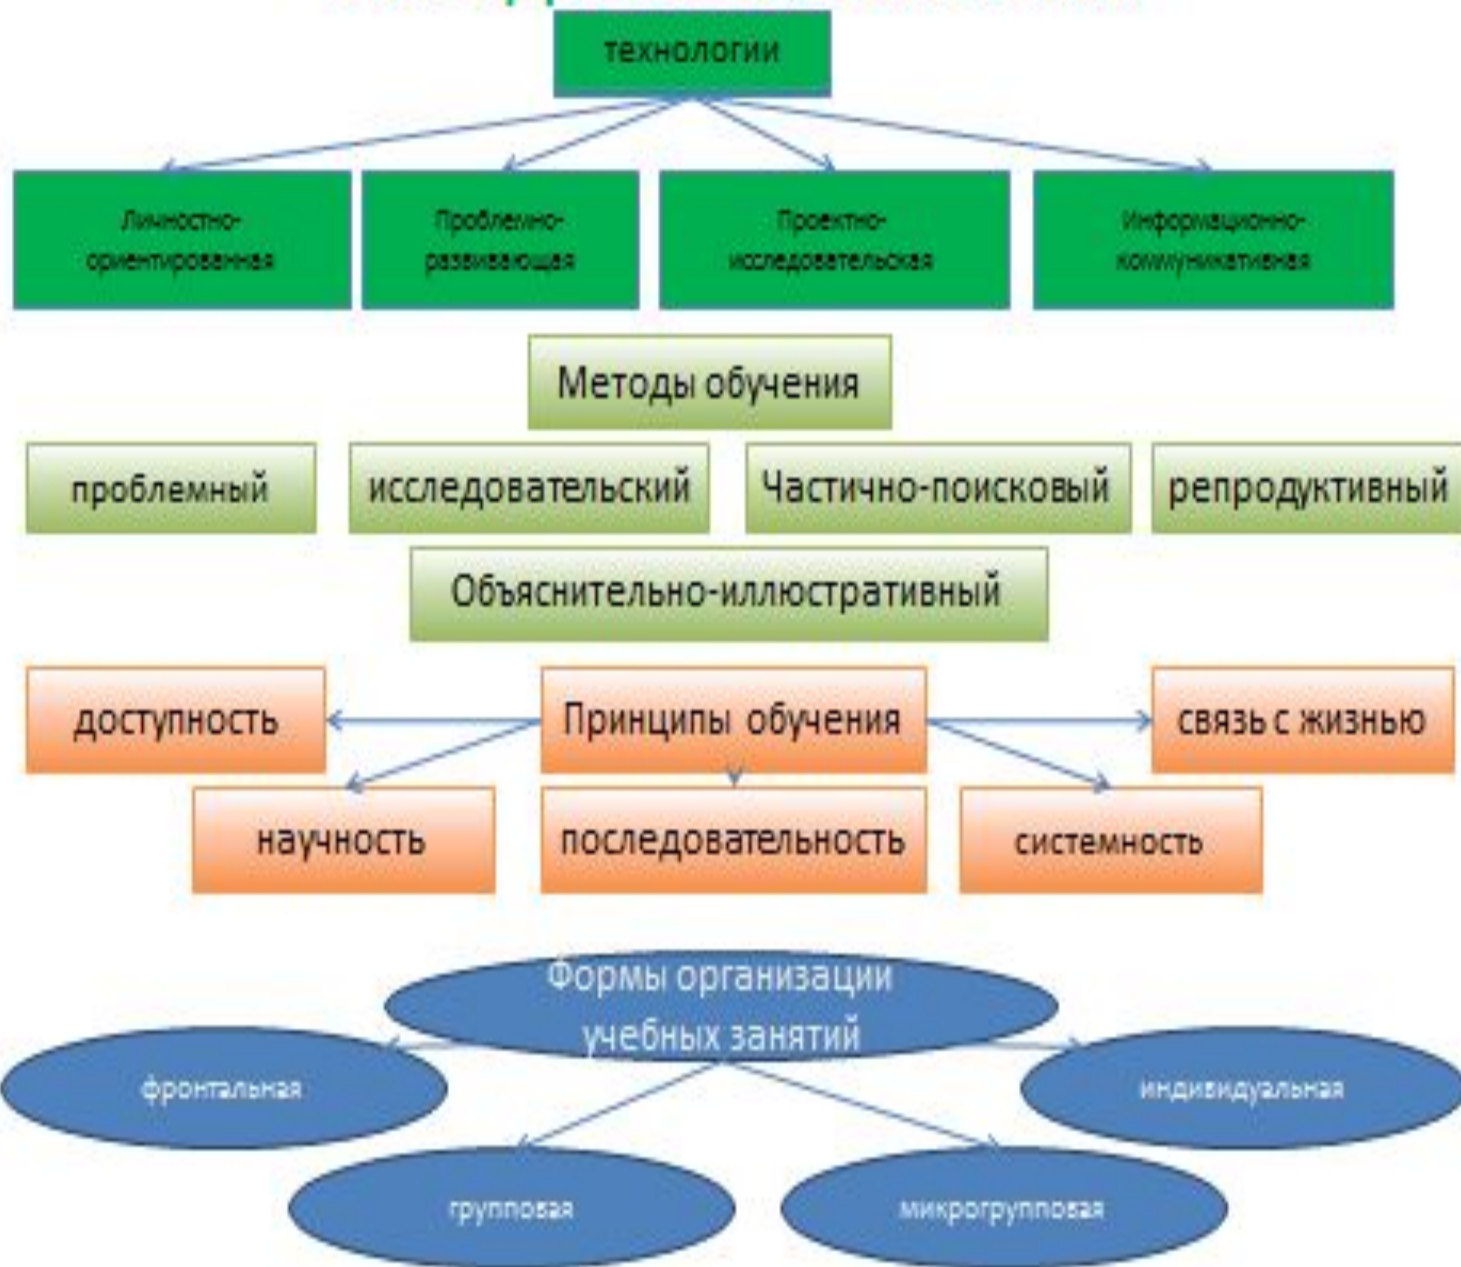 технологии
Личностно-
ориентированная
Проблемно-
развивающая
Проектно-
исследовательская
Информационно-
коммуникативная
Методы обучения
проблемный
исследовательский
Частично-поисковый
репродуктивный
Объяснительно-иллюстративный
доступность
Принципы обучения
связь с жизнью
научность
последовательность
системность
Формы организации
учебных занятий
фронтальная
индивидуальная
групповая
микрогрупповая